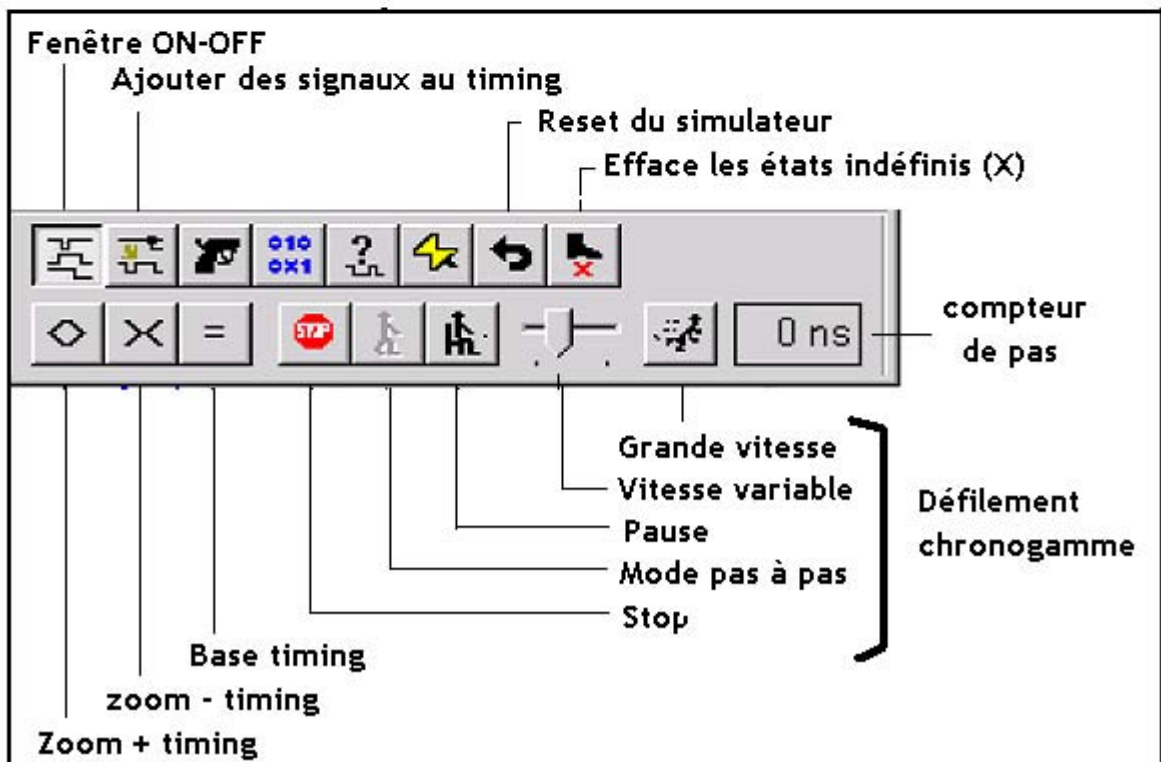 Fenêtre ON-OFF
Ajouter des signaux au timing
Reset du simulateur
Efface les états indéfinis (X)
010
0X1
?
=
STOP
0 ns
compteur
de pas
Grande vitesse
Vitesse variable
Pause
Mode pas à pas
Stop
Défilement
chronogamme
Base timing
zoom - timing
Zoom + timing